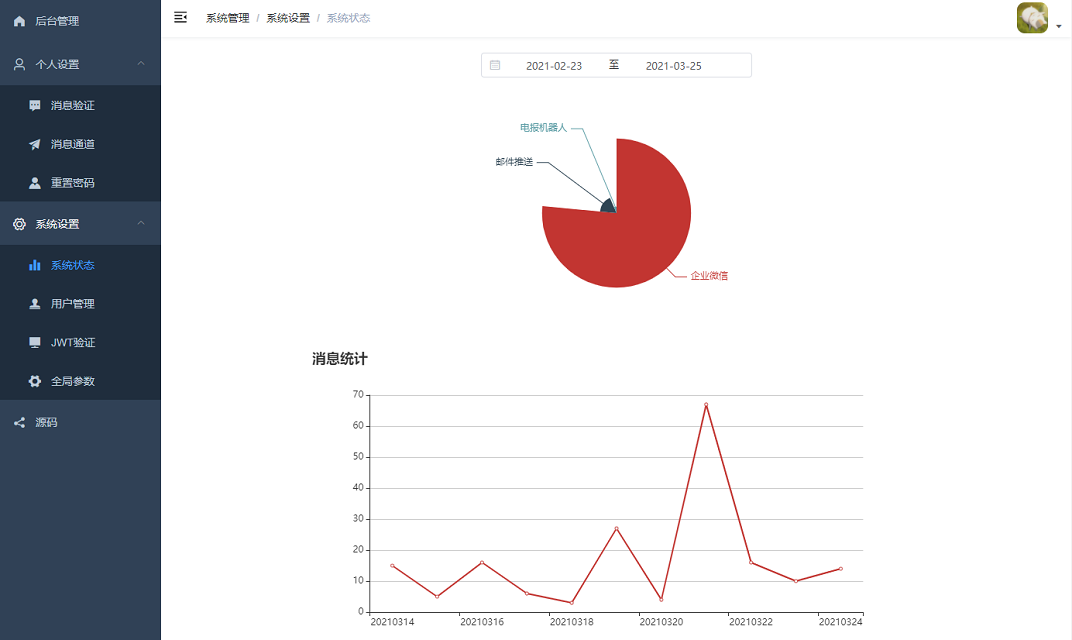 后台管理
个人设置
消息验证
消息通道
重置密码
系统设置
系统状态
用户管理
JWT验证
全局参数
源码
系统管理 / 系统设置 / 系统状态
2021-02-23 至 2021-03-25
电报机器人
邮件推送
企业微信
消息统计
70
60
50
40
30
20
10
0
20210314 20210316 20210318 20210320 20210322 20210324